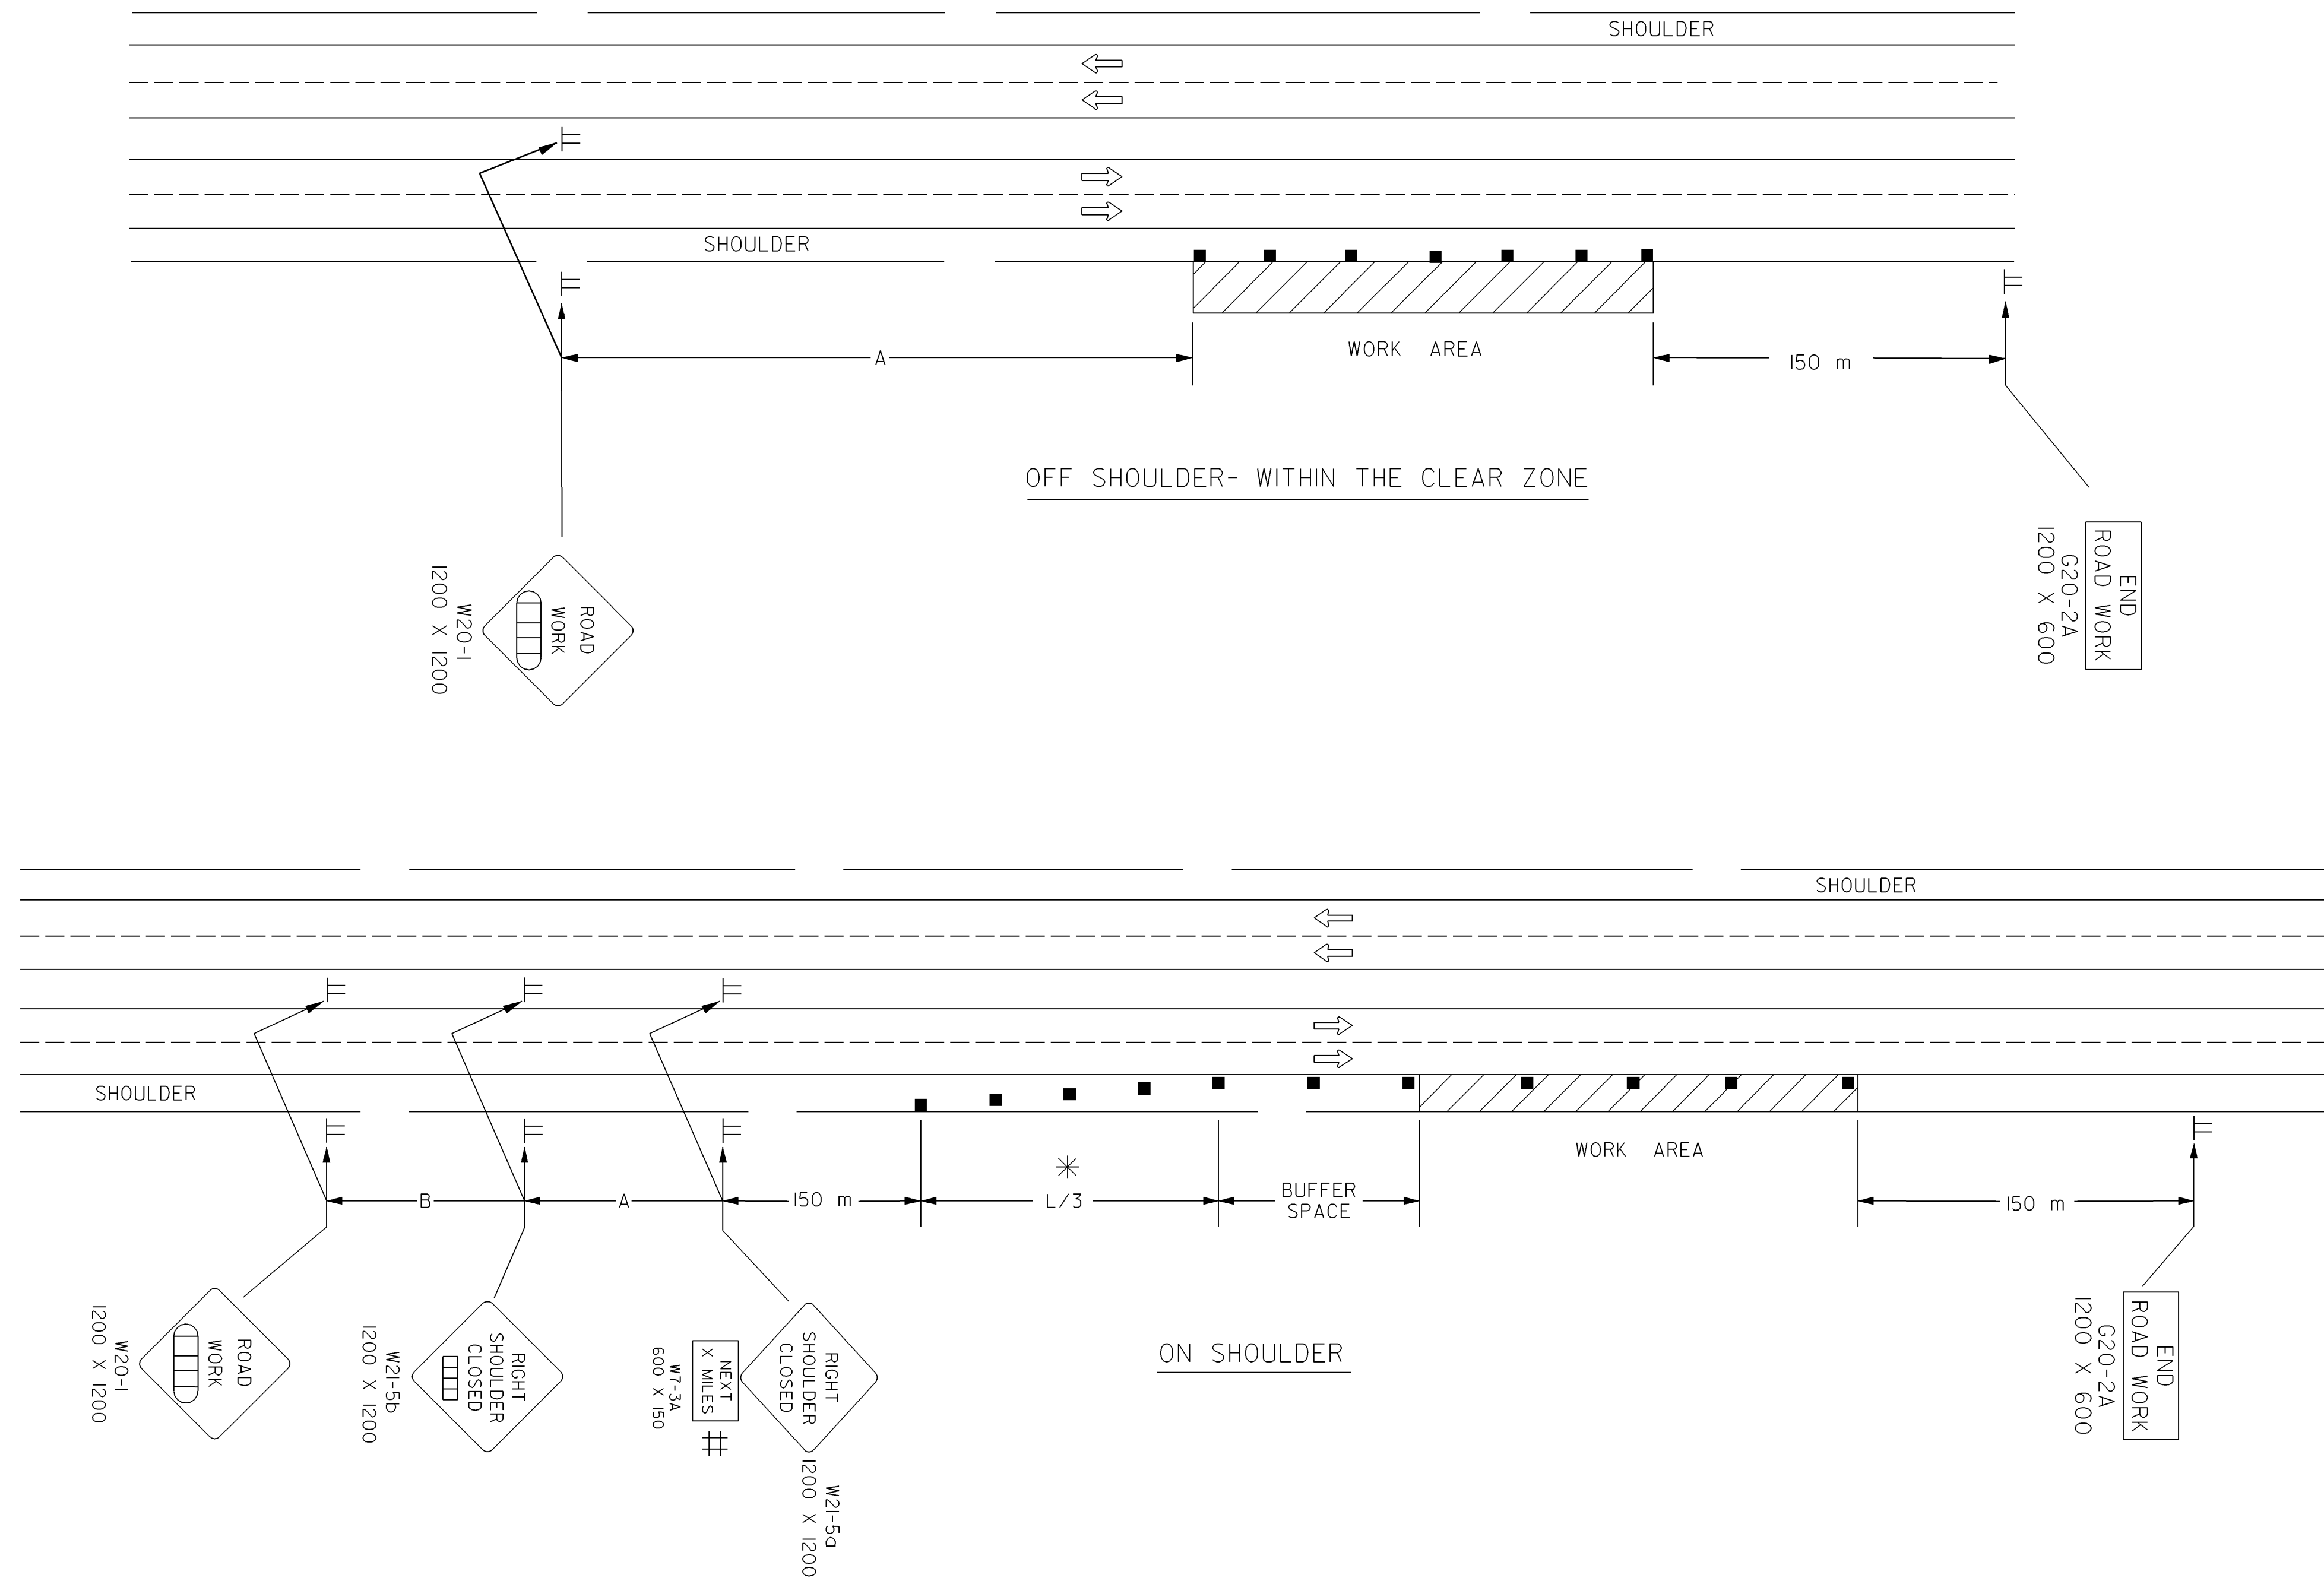 SHOULDER
SHOULDER
A
WORK AREA
150 m
OFF SHOULDER- WITHIN THE CLEAR ZONE
ROAD
WORK
W20-1
1200 X 1200
END
ROAD WORK
G20-2A
1200 X 600
SHOULDER
SHOULDER
WORK AREA
B
A
150 m
*
L/3
BUFFER
SPACE
150 m
ON SHOULDER
ROAD
WORK
W20-1
1200 X 1200
RIGHT
SHOULDER
CLOSED
W21-5b
1200 X 1200
RIGHT
SHOULDER
CLOSED
W21-5a
1200 X 1200
NEXT
X MILES
W7-3A
600 X 150
#
END
ROAD WORK
G20-2A
1200 X 600